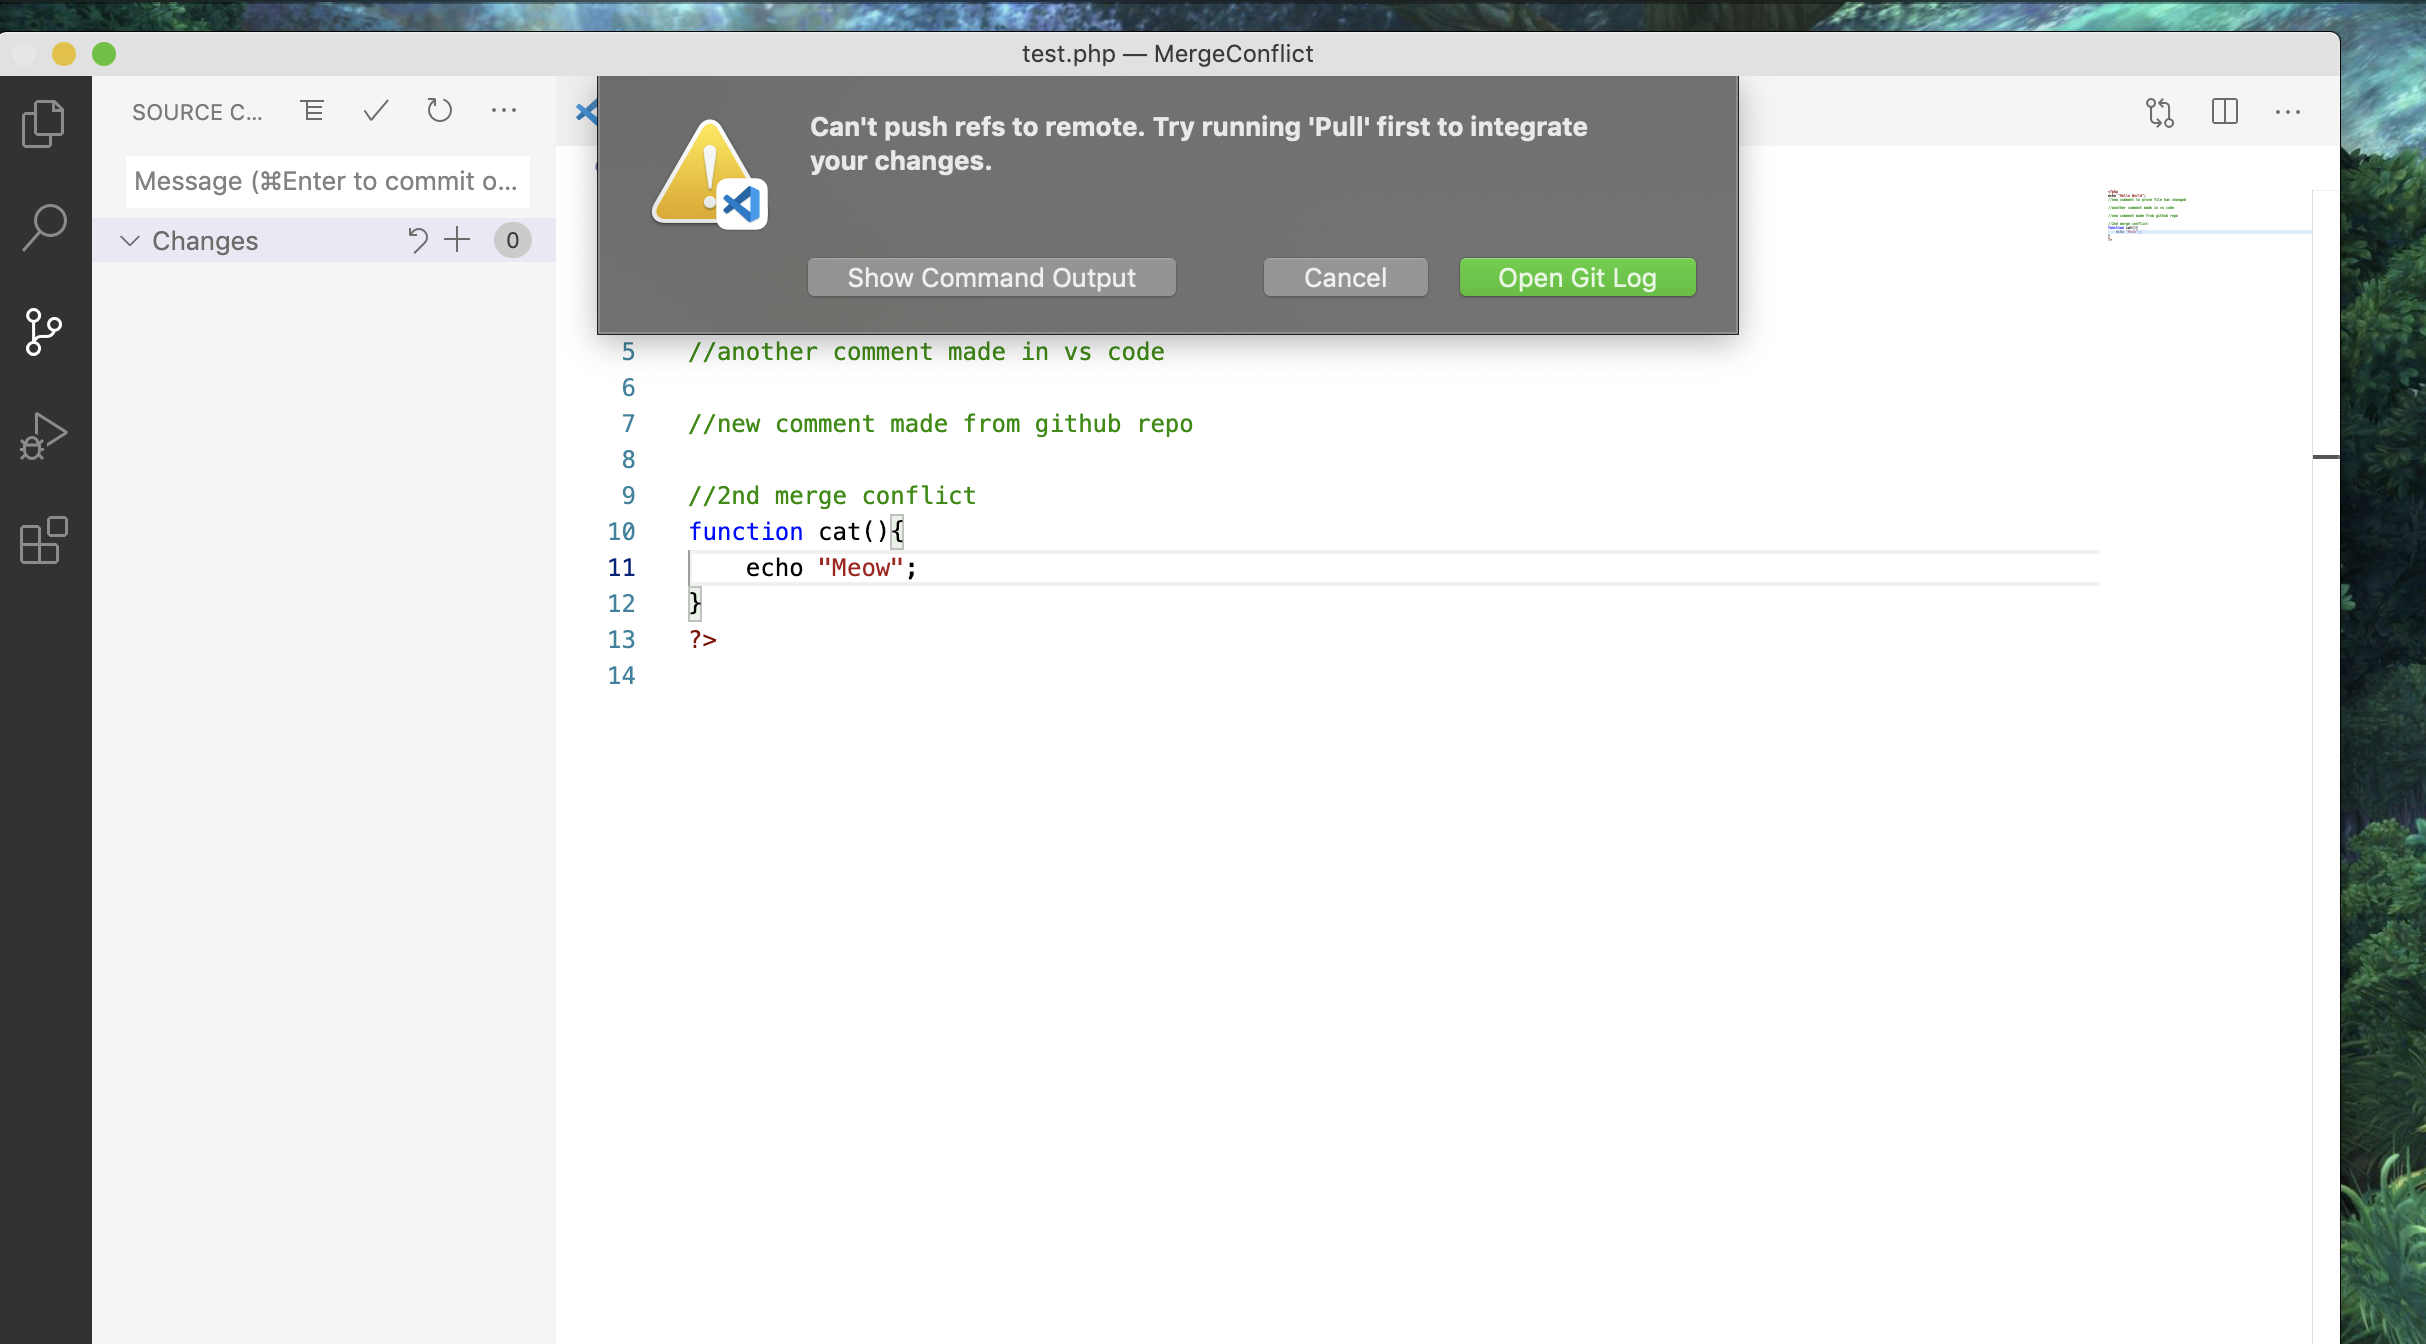 test.php — MergeConflict
SOURCE C...
Message (⌘Enter to commit o...
Changes
0
Can't push refs to remote. Try running 'Pull' first to integrate
your changes.
Show Command Output
Cancel
Open Git Log
5 //another comment made in vs code
6
7 //new comment made from github repo
8
9 //2nd merge conflict
10 function cat(){
11 echo "Meow";
12 }
13 ?>
14